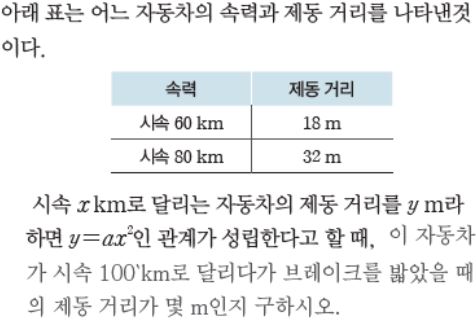 아래 표는 어느 자동차의 속력과 제동 거리를 나타낸것
이다.
속력 제동 거리
시속 60 km 18 m
시속 80 km 32 m
시속 x km로 달리는 자동차의 제동 거리를 y m라
하면 y=ax²인 관계가 성립한다고 할 때, 이 자동차
가 시속 100`km로 달리다가 브레이크를 밟았을 때
의 제동 거리가 몇 m인지 구하시오.